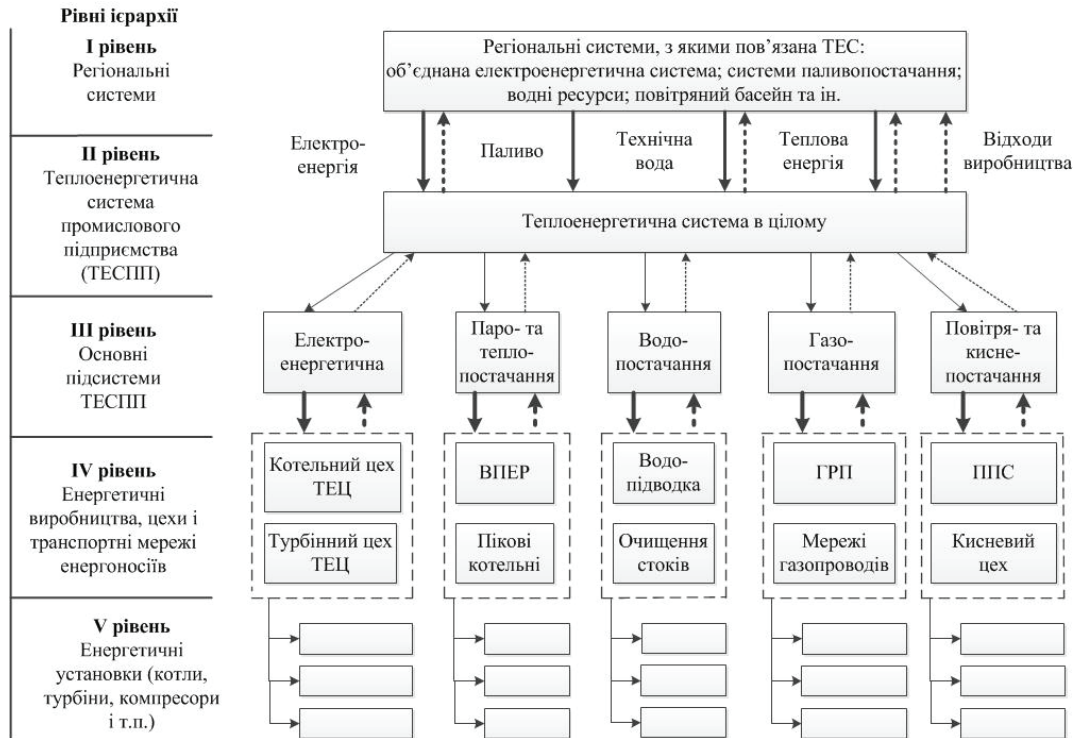 Рівні ієрархії
І рівень
Регіональні
системи
Регіональні системи, з якими пов’язана ТЕС:
об’єднана електроенергетична система; системи паливопостачання;
водні ресурси; повітряний басейн та ін.
Електро-
енергія
Паливо
Технічна
вода
Теплова
енергія
Відходи
виробництва
ІІ рівень
Теплоенергетична
система
промислового
підприємства
(ТЕСПП)
Теплоенергетична система в цілому
ІІІ рівень
Основні
підсистеми
ТЕСПП
Електро-
енергетична
Паро- та
тепло-
постачання
Водо-
постачання
Газо-
постачання
Повітря- та
кисне-
постачання
IV рівень
Енергетичні
виробництва, цехи і
транспортні мережі
енергоносіїв
Котельний цех
ТЕЦ
Турбінний цех
ТЕЦ
ВПЕР
Пікові
котельні
Водо-
підводка
Очищення
стоків
ГРП
Мережі
газопроводів
ППС
Кисневий
цех
V рівень
Енергетичні
установки (котли,
турбіни, компресори
і т.п.)